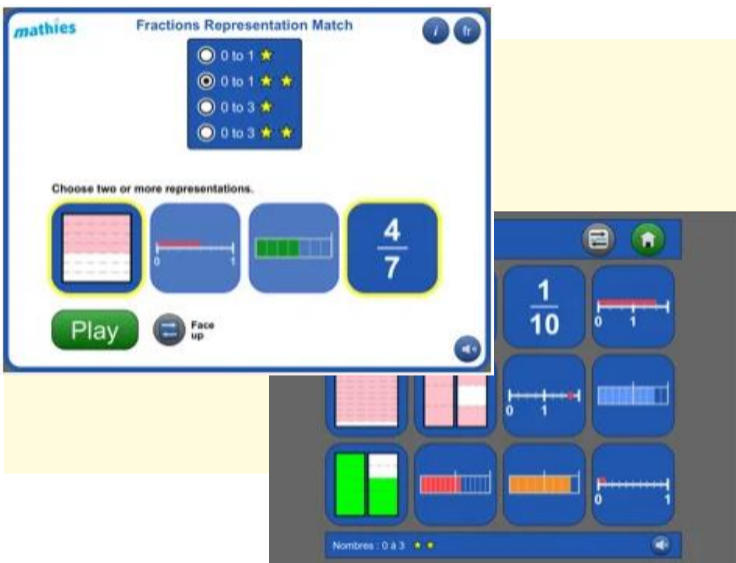 mathies
Fractions Representation Match
i
fr
0 to 1
0 to 1
0 to 3
0 to 3
Choose two or more representations.
0 1
4
7
Play
Face
up
1
10
0 1
0 1
0 1
Nombres : 0 à 3